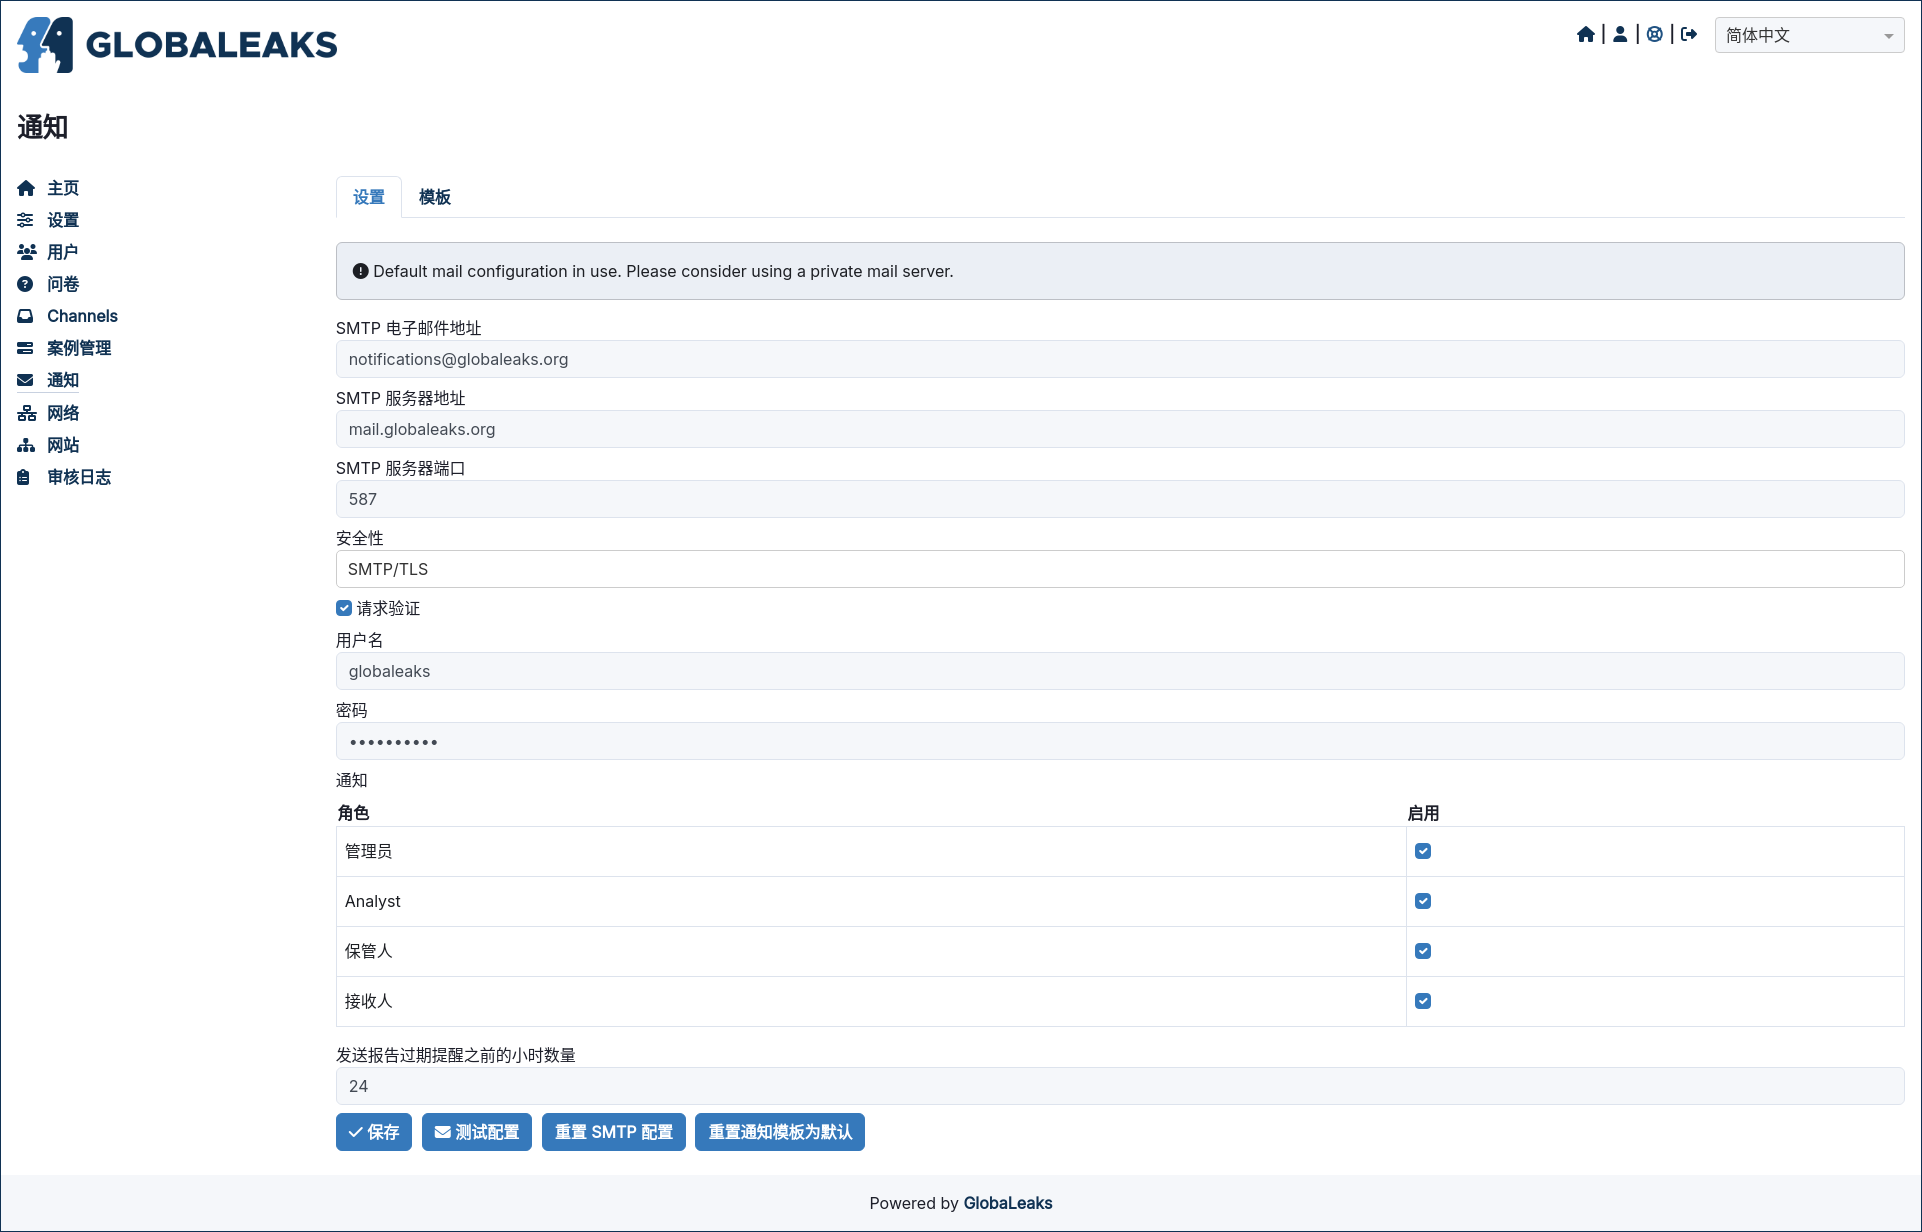 GLOBALEAKS
简体中文
通知
主页
设置
用户
问卷
Channels
案例管理
通知
网络
网站
审核日志
设置 模板
Default mail configuration in use. Please consider using a private mail server.
SMTP 电子邮件地址
notifications@globaleaks.org
SMTP 服务器地址
mail.globaleaks.org
SMTP 服务器端口
587
安全性
SMTP/TLS
请求验证
用户名
globaleaks
密码
••••••••••
通知
角色 启用
管理员
Analyst
保管人
接收人
发送报告过期提醒之前的小时数量
24
保存 测试配置 重置 SMTP 配置 重置通知模板为默认
Powered by GlobaLeaks